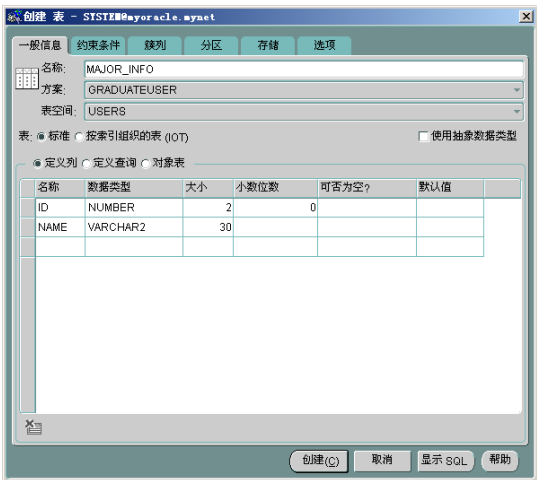 创建 表 - SYSTEM@myoracle.mynet
一般信息 约束条件 簇列 分区 存储 选项
名称: MAJOR_INFO
方案: GRADUATEUSER
表空间: USERS
表: 标准 按索引组织的表 (IOT) 使用抽象数据类型
定义列 定义查询 对象表
名称 数据类型 大小 小数位数 可否为空? 默认值
ID NUMBER 2 0
NAME VARCHAR2 30
创建(C) 取消 显示 SQL 帮助